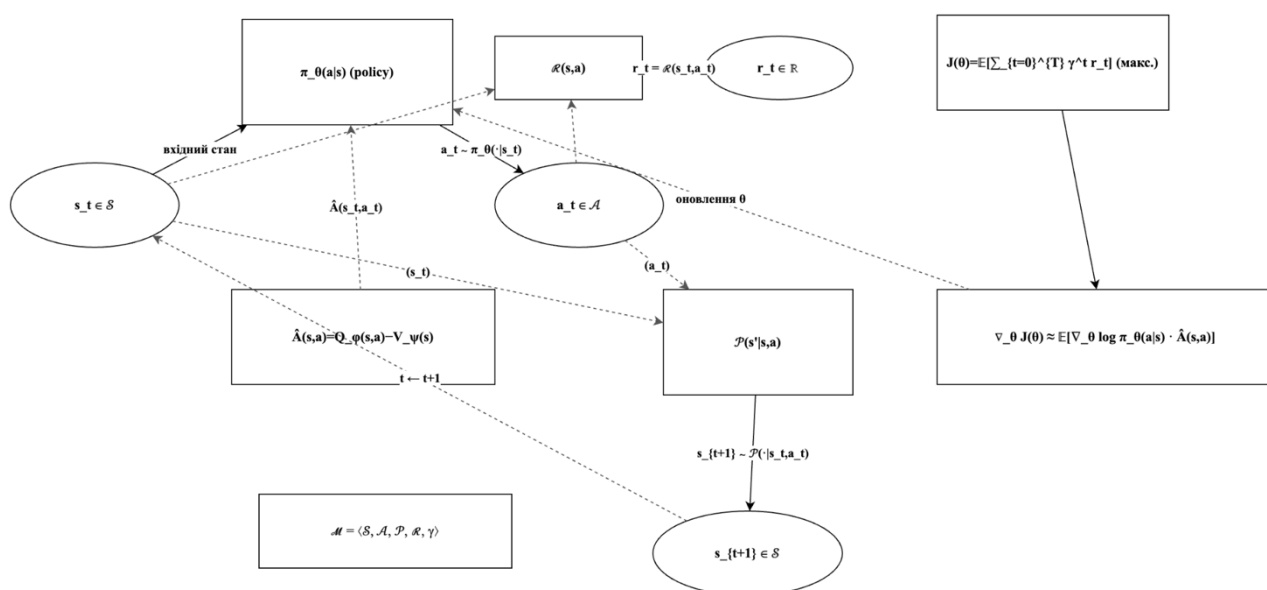 π_θ(a|s) (policy)
ℛ(s,a)
r_t = ℛ(s_t,a_t)
r_t ∈ ℝ
J(θ)=𝔼[∑_{t=0}^{T} γ^t r_t] (макс.)
вхідний стан
a_t ~ π_θ(·|s_t)
s_t ∈ 𝒮
Â(s_t,a_t)
a_t ∈ 𝒜
оновлення θ
(s_t)
(a_t)
Â(s,a)=Q_φ(s,a)−V_ψ(s)
𝒫(s'|s,a)
∇_θ J(θ) ≈ 𝔼[∇_θ log π_θ(a|s) · Â(s,a)]
t ← t+1
s_{t+1} ~ 𝒫(·|s_t,a_t)
ℳ = ⟨𝒮, 𝒜, 𝒫, ℛ, γ⟩
s_{t+1} ∈ 𝒮